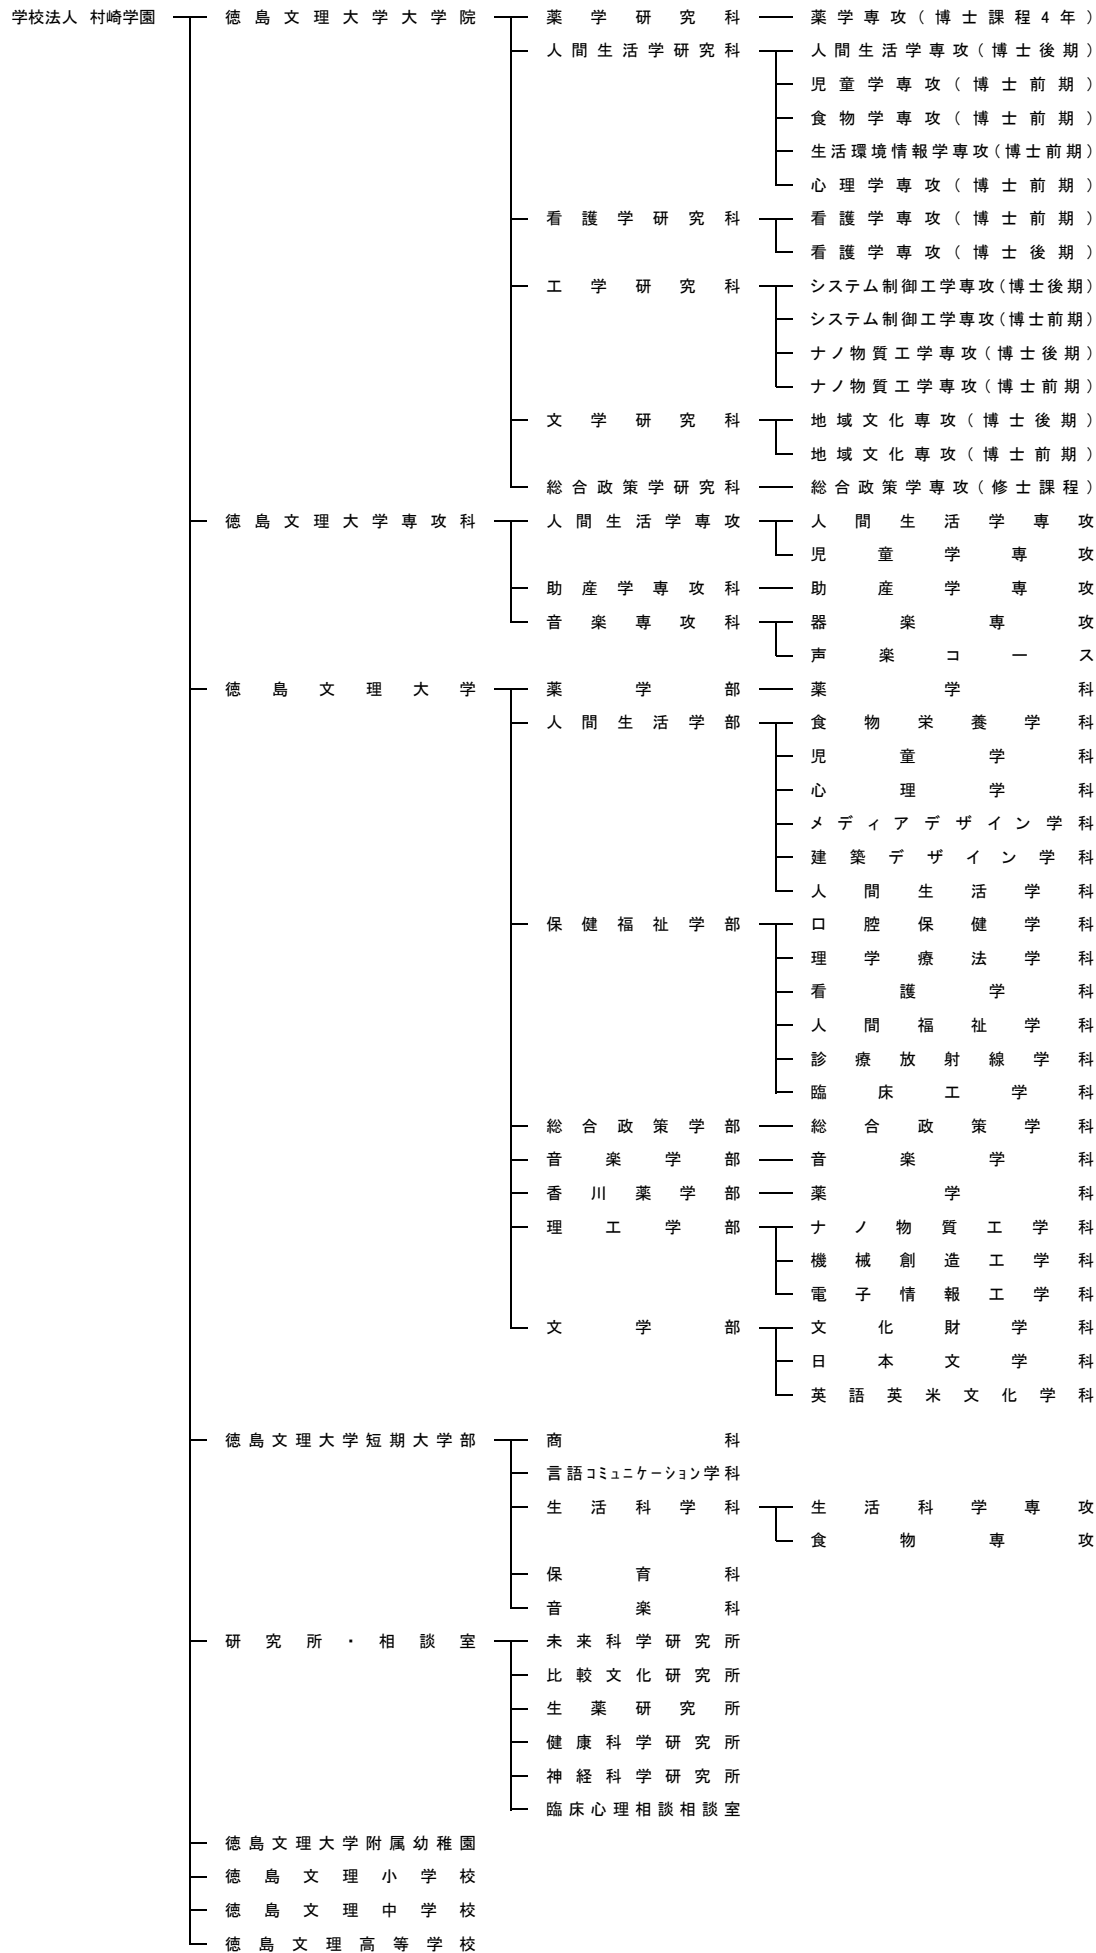 学校法人 村崎学園 徳島文理大学大学院 薬学研究科 薬学専攻(博士課程4年)
人間生活学研究科 人間生活学専攻(博士後期)
児童学専攻(博士前期)
食物学専攻(博士前期)
生活環境情報学専攻(博士前期)
心理学専攻(博士前期)
看護学研究科 看護学専攻(博士前期)
看護学専攻(博士後期)
工学研究科 システム制御工学専攻(博士後期)
システム制御工学専攻(博士前期)
ナノ物質工学専攻(博士後期)
ナノ物質工学専攻(博士前期)
文学研究科 地域文化専攻(博士後期)
地域文化専攻(博士前期)
総合政策学研究科 総合政策学専攻(修士課程)
徳島文理大学専攻科 人間生活学専攻 人間生活学専攻
児童学専攻
助産学専攻科 助産学専攻
音楽専攻科 器楽専攻
声楽コース
徳島文理大学 薬学部 薬学科
人間生活学部 食物栄養学科
児童学科
心理学科
メディアデザイン学科
建築デザイン学科
人間生活学科
保健福祉学部 口腔保健学科
理学療法学科
看護学科
人間福祉学科
診療放射線学科
臨床工学科
総合政策学部 総合政策学科
音楽学部 音楽学科
香川薬学部 薬学科
理工学部 ナノ物質工学科
機械創造工学科
電子情報工学科
文学部 文化財学科
日本文学科
英語英米文化学科
徳島文理大学短期大学部 商科
言語コミュニケーション学科
生活科学科 生活科学専攻
食物専攻
保育科
音楽科
研究所・相談室 未来科学研究所
比較文化研究所
生薬研究所
健康科学研究所
神経科学研究所
臨床心理相談相談室
徳島文理大学附属幼稚園
徳島文理小学校
徳島文理中学校
徳島文理高等学校